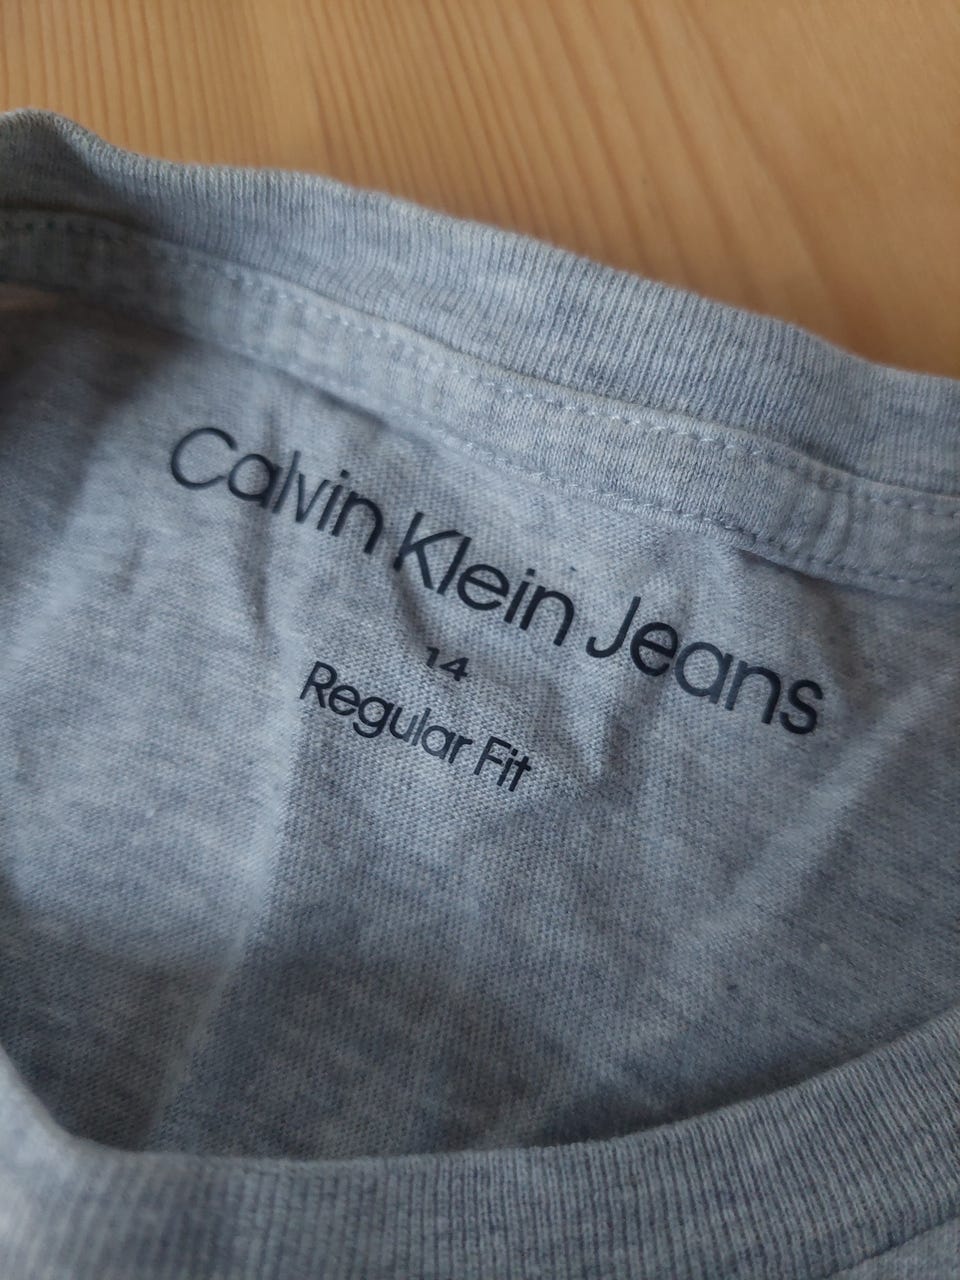 Calvin Klein Jeans
14
Regular Fit